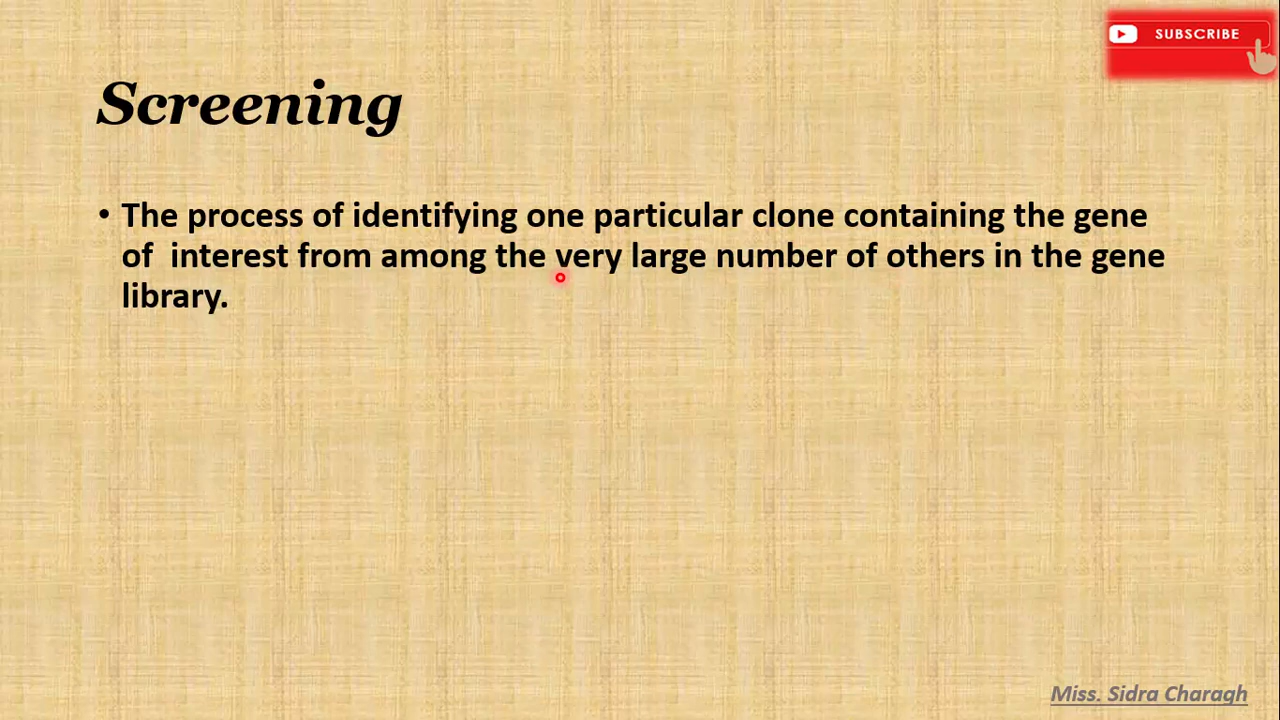 SUBSCRIBE
Screening
• The process of identifying one particular clone containing the gene
of  interest from among the very large number of others in the gene
library.
Miss. Sidra Charagh